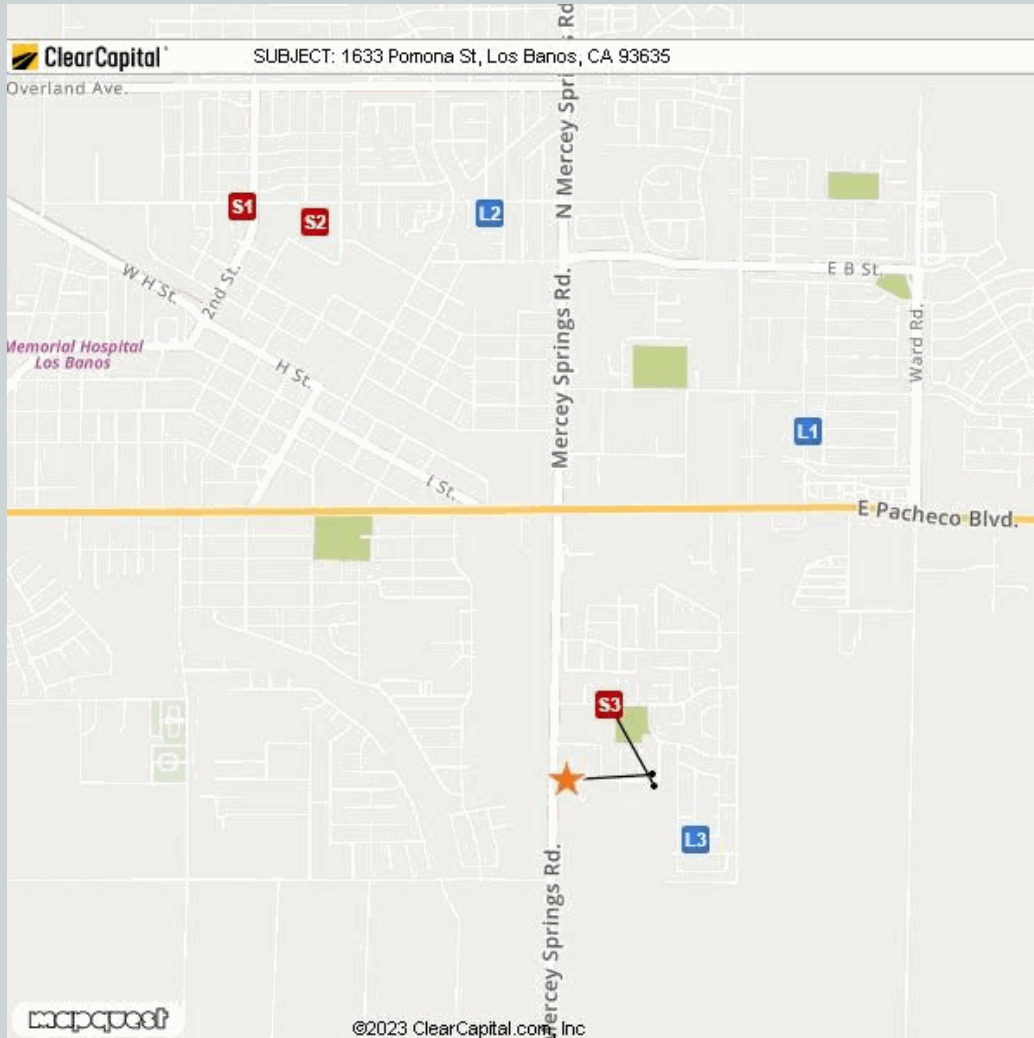 ClearCapital
SUBJECT: 1633 Pomona St, Los Banos, CA 93635
Overland Ave.
N Mercey Springs Rd
S1
S2
L2
W H St.
2nd St.
E B St.
Memorial Hospital
Los Banos
H St.
Mercey Springs Rd.
Ward Rd.
L1
I St.
E Pacheco Blvd.
S3
L3
Mercey Springs Rd.
mapquest
©2023 ClearCapital.com, Inc